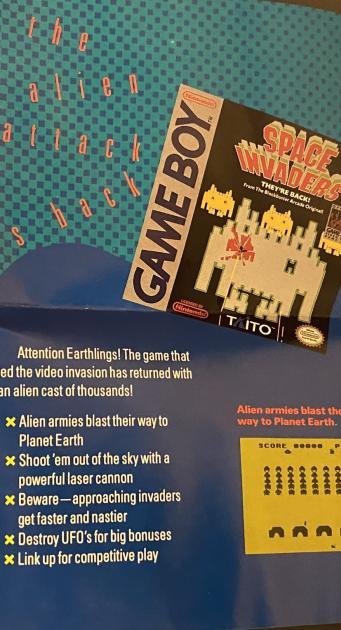 the
alien
attack
s back
Nintendo
GAME BOY™
SPACE
INVADERS
THEY'RE BACK!
From The Blockbuster Arcade Original!
LICENSED BY
Nintendo
TAITO
Attention Earthlings! The game that
ed the video invasion has returned with
an alien cast of thousands!
× Alien armies blast their way to
Planet Earth
× Shoot 'em out of the sky with a
powerful laser cannon
× Beware—approaching invaders
get faster and nastier
× Destroy UFO's for big bonuses
× Link up for competitive play
Alien armies blast the
way to Planet Earth.
SCORE 00000 P